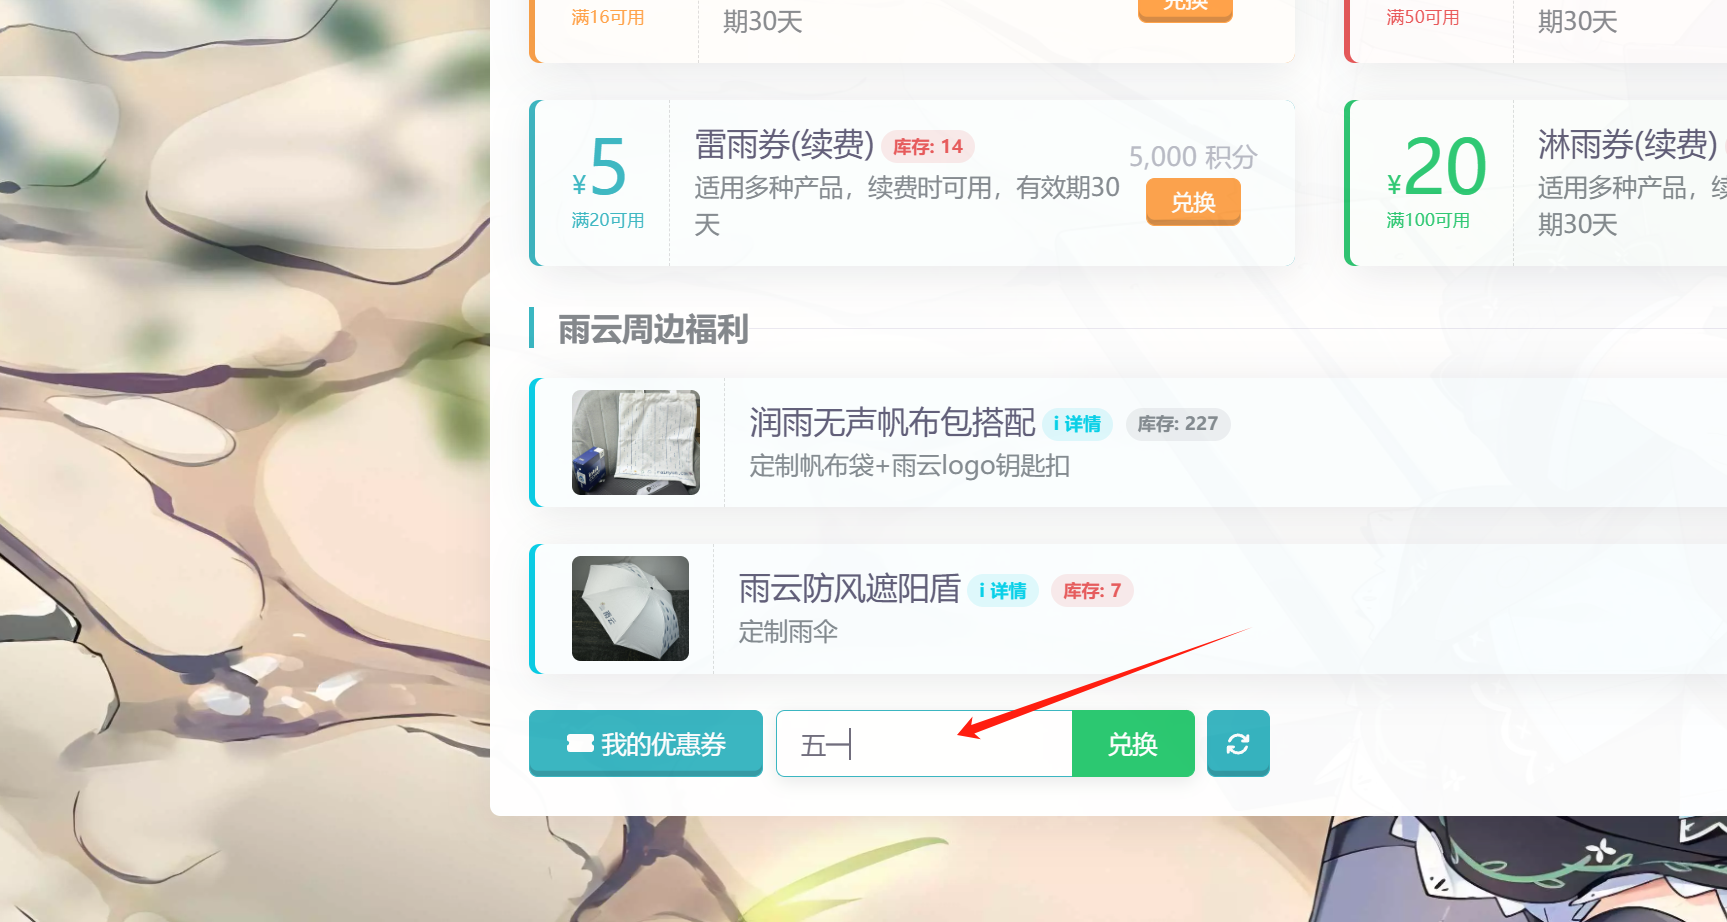 满16可用
期30天
兑换
满50可用
期30天
¥5
满20可用
雷雨券(续费) 库存: 14
适用多种产品，续费时可用，有效期30
天
5,000 积分
兑换
¥20
满100可用
淋雨券(续费)
适用多种产品，续
期30天
雨云周边福利
润雨无声帆布包搭配 i 详情 库存: 227
定制帆布袋+雨云logo钥匙扣
雨云防风遮阳盾 i 详情 库存: 7
定制雨伞
雨云
我的优惠券
五一
兑换